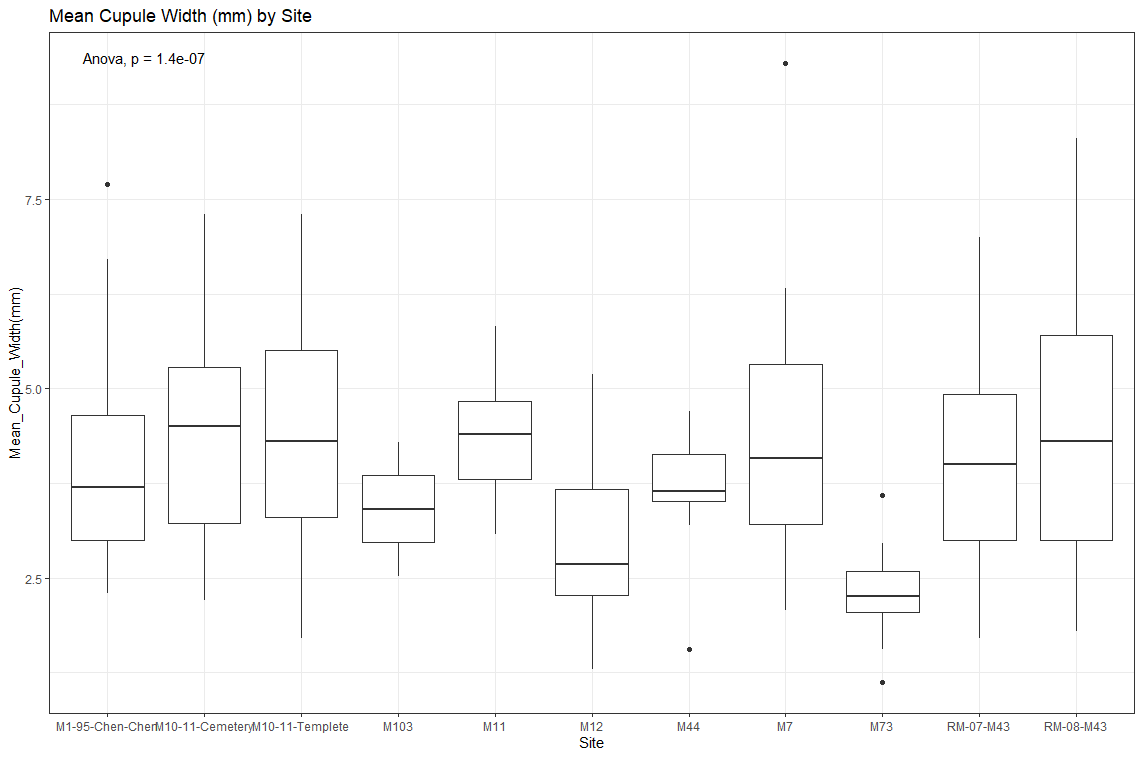 Mean Cupule Width (mm) by Site
Anova, p = 1.4e-07
Mean_Cupule_Width(mm)
7.5
5.0
2.5
M1-95-Chen-Chen M10-11-Cemetery M10-11-Templete M103 M11 M12 M44 M7 M73 RM-07-M43 RM-08-M43
Site